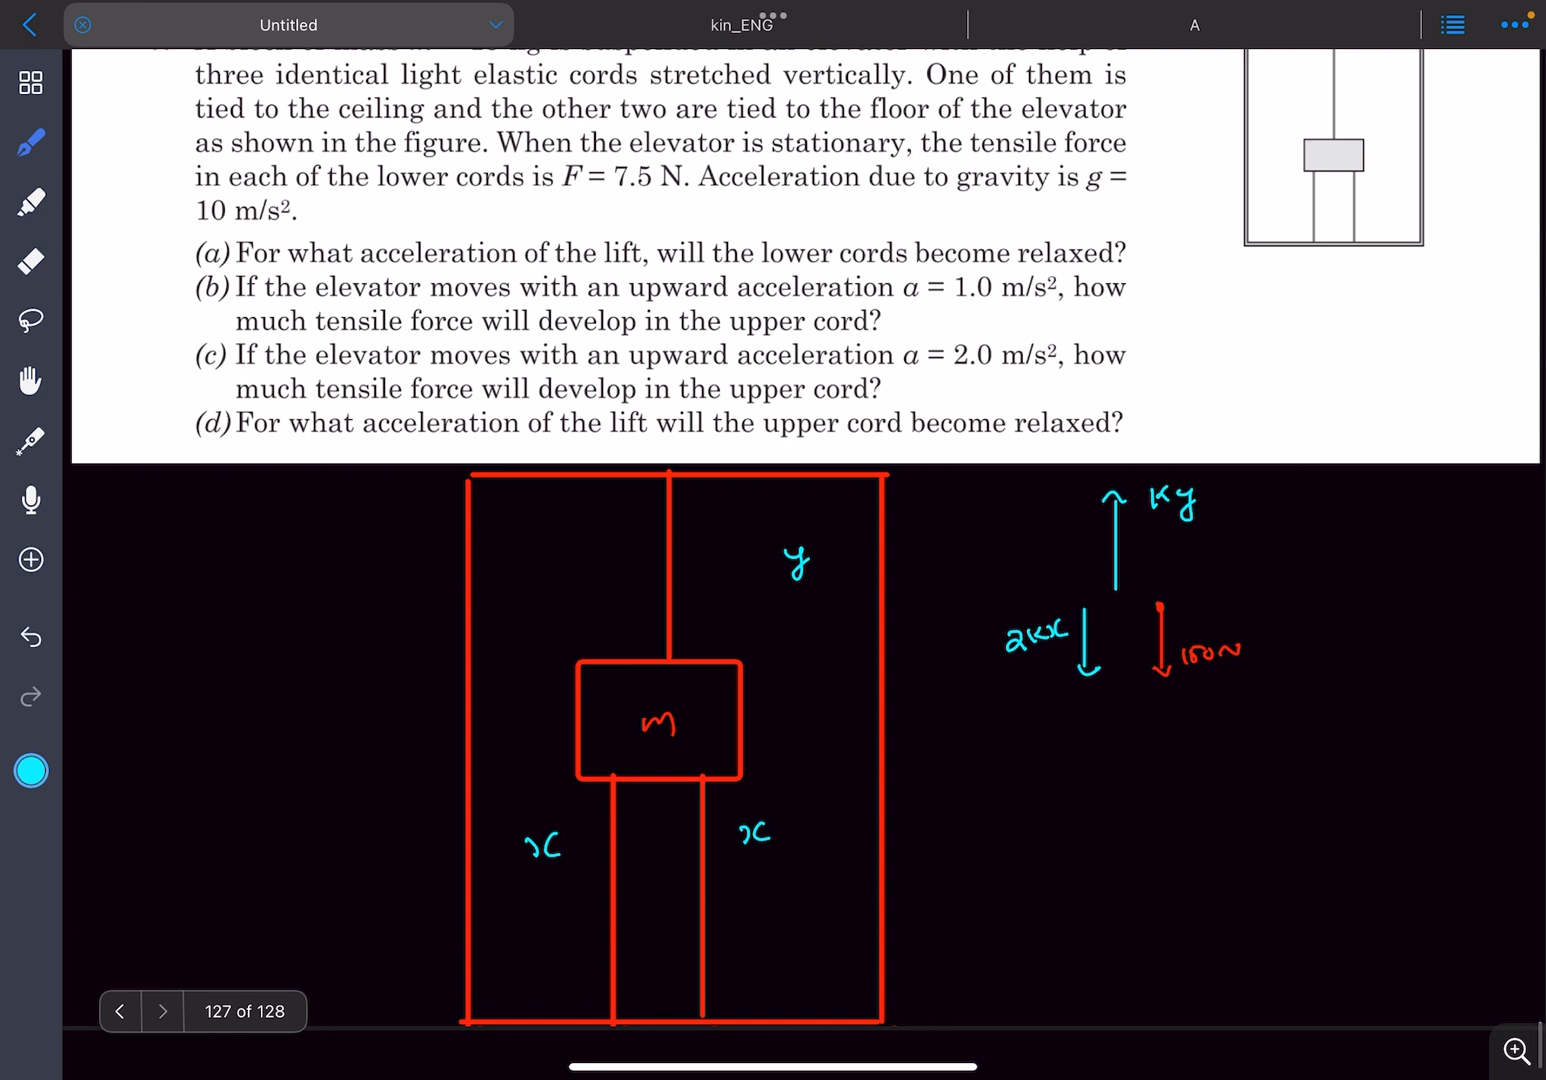 Untitled
kin_ENG
A
three identical light elastic cords stretched vertically. One of them is
tied to the ceiling and the other two are tied to the floor of the elevator
as shown in the figure. When the elevator is stationary, the tensile force
in each of the lower cords is F = 7.5 N. Acceleration due to gravity is g =
10 m/s².
(a) For what acceleration of the lift, will the lower cords become relaxed?
(b) If the elevator moves with an upward acceleration a = 1.0 m/s², how
much tensile force will develop in the upper cord?
(c) If the elevator moves with an upward acceleration a = 2.0 m/s², how
much tensile force will develop in the upper cord?
(d) For what acceleration of the lift will the upper cord become relaxed?
Ky
y
2Kx
150N
m
x
x
127 of 128